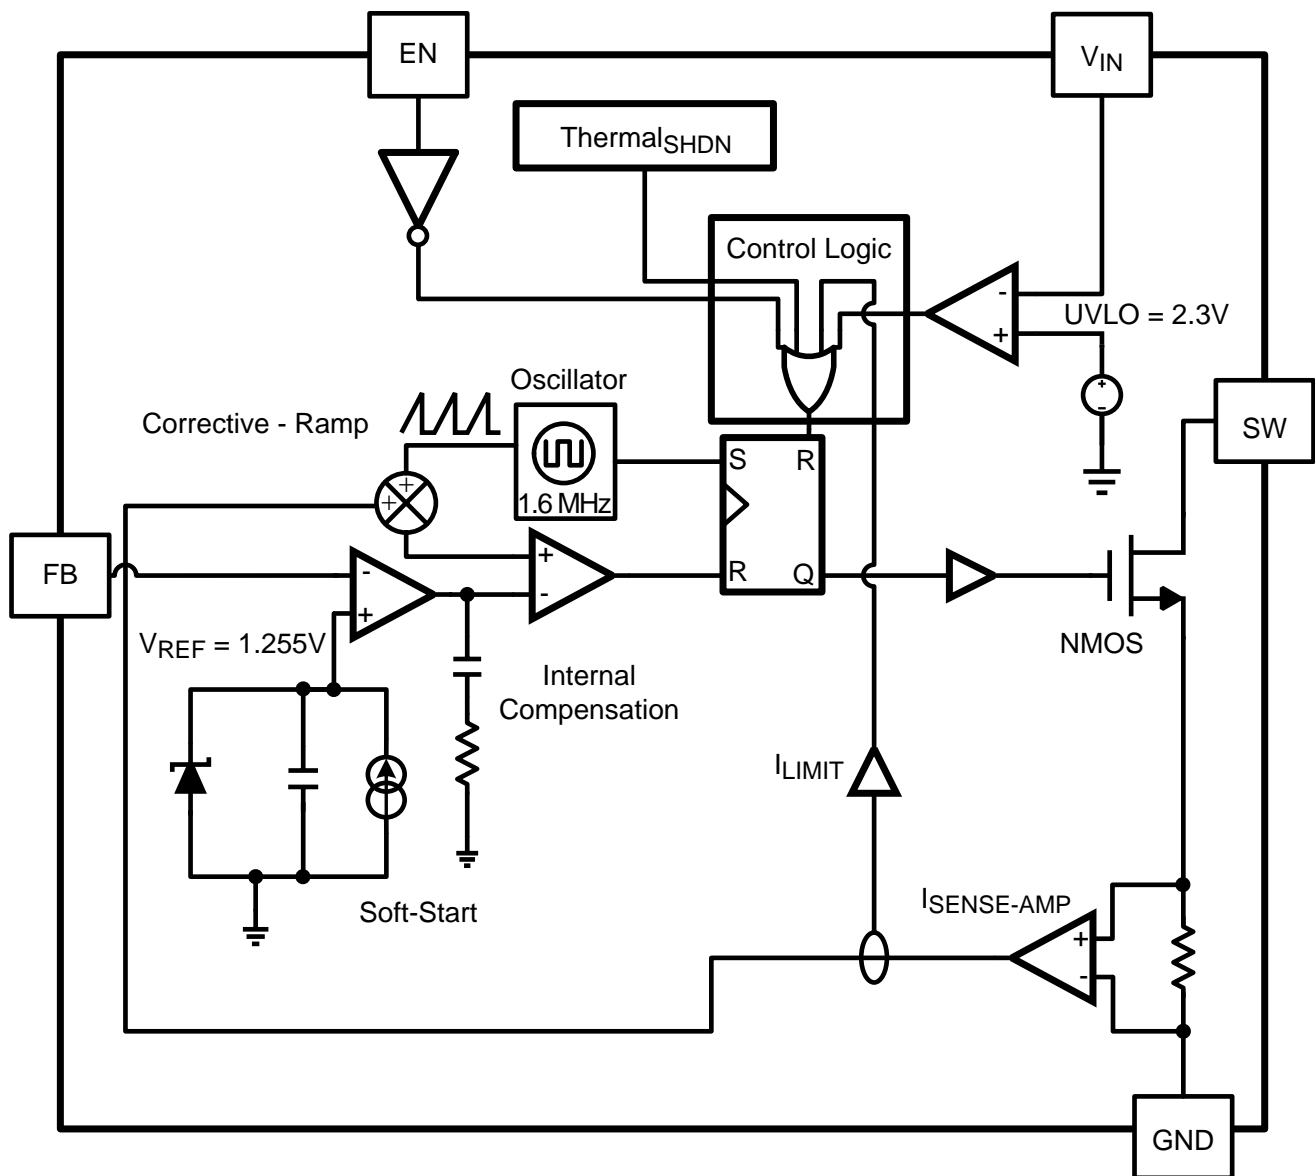 EN
VIN
ThermalSHDN
Control Logic
-
UVLO = 2.3V
+
+
-
Oscillator
Corrective - Ramp
SW
S
R
+
+
1.6 MHz
FB
-
+
R
Q
-
+
VREF = 1.255V
NMOS
Internal
Compensation
ILIMIT
ISENSE-AMP
Soft-Start
+
-
GND